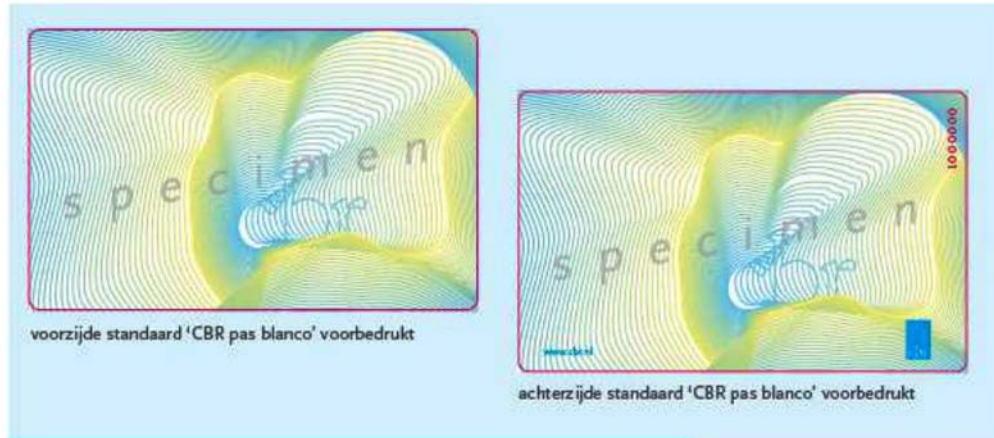 specimen
voorzijde standaard ‘CBR pas blanco’ voorbedrukt
1000000
specimen
www.cbr.nl
achterzijde standaard ‘CBR pas blanco’ voorbedrukt